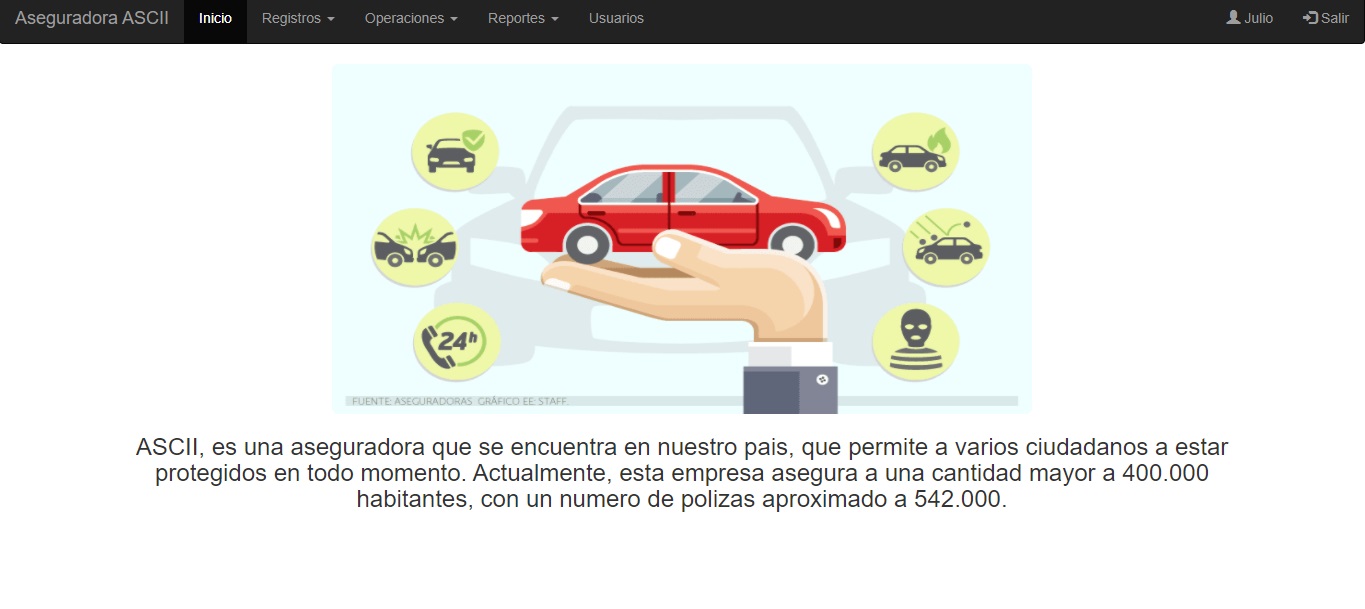 Aseguradora ASCII Inicio Registros Operaciones Reportes Usuarios Julio Salir
24h
FUENTE: ASEGURADORAS GRÁFICO EE: STAFF.
ASCII, es una aseguradora que se encuentra en nuestro pais, que permite a varios ciudadanos a estar
protegidos en todo momento. Actualmente, esta empresa asegura a una cantidad mayor a 400.000
habitantes, con un numero de polizas aproximado a 542.000.